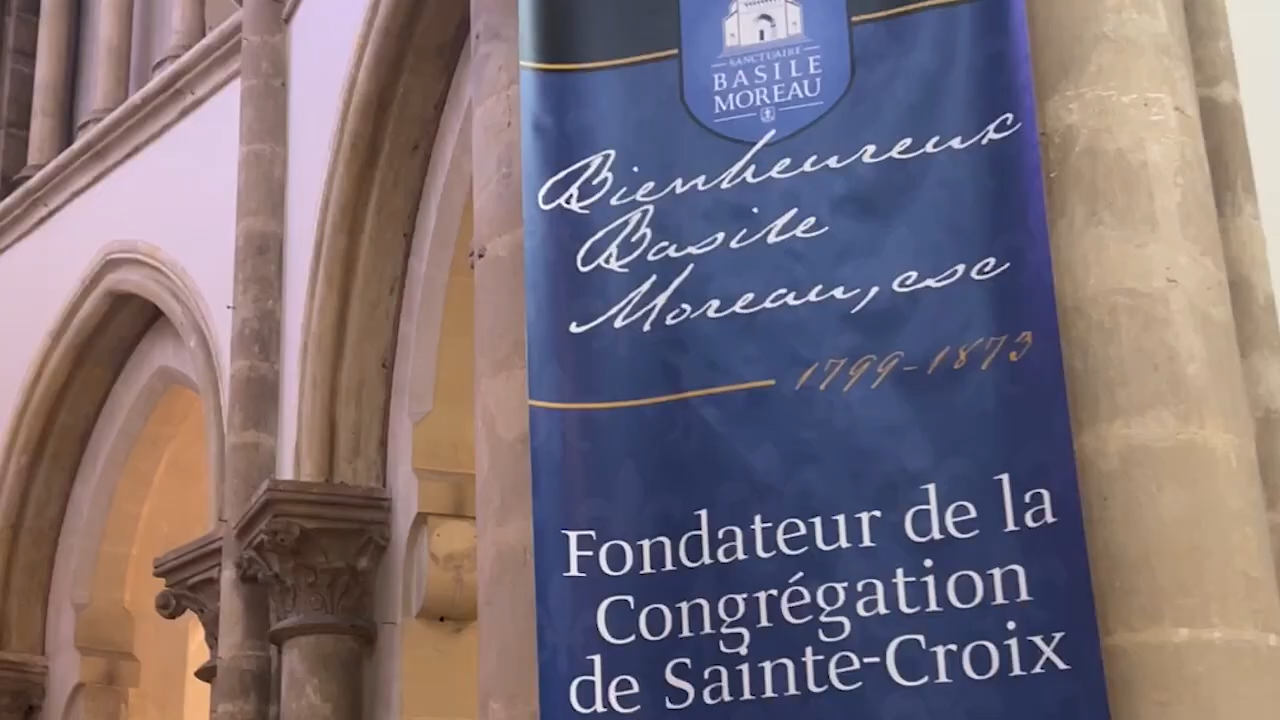 SANCTUAIRE
BASILE
MOREAU
Bienheureux
Basile
Moreau, csc
1799-1873
Fondateur de la
Congrégation
de Sainte-Croix